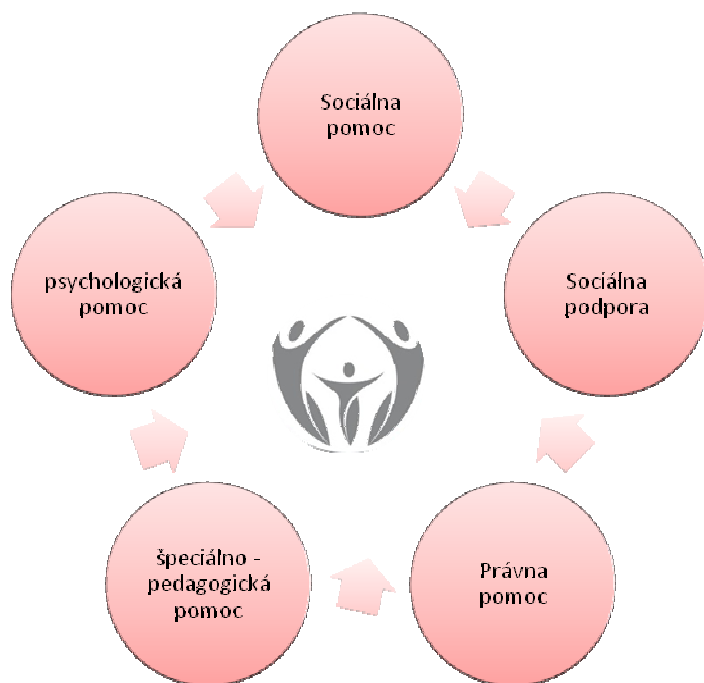 Sociálna
pomoc
Sociálna
podpora
Právna
pomoc
špeciálno -
pedagogická
pomoc
psychologická
pomoc